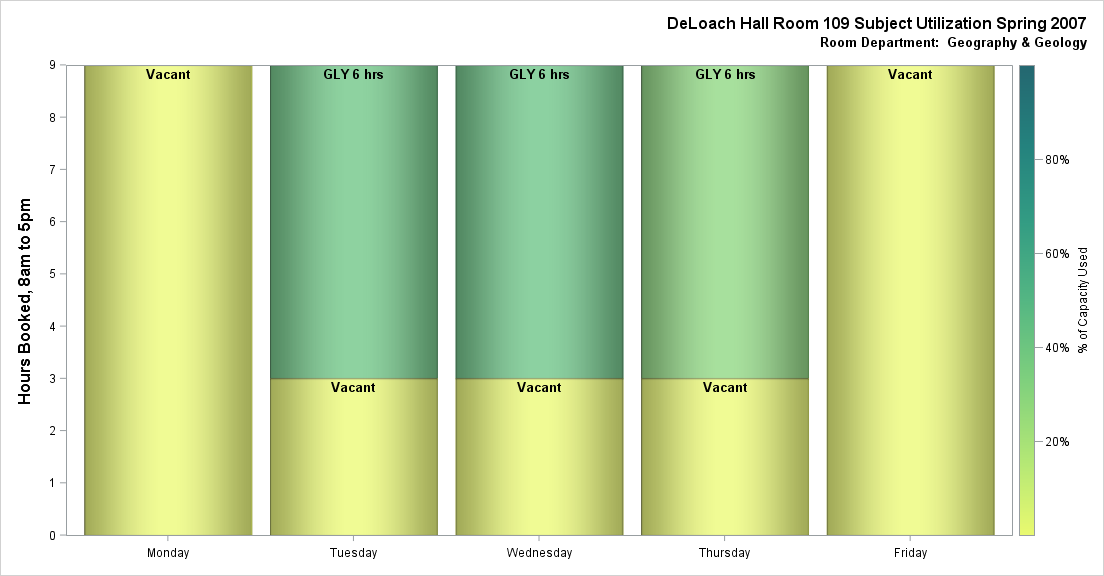 DeLoach Hall Room 109 Subject Utilization Spring 2007
Room Department:  Geography & Geology
Hours Booked, 8am to 5pm
9
8
7
6
5
4
3
2
1
0
Vacant
GLY 6 hrs
GLY 6 hrs
GLY 6 hrs
Vacant
Vacant
Vacant
Vacant
Monday
Tuesday
Wednesday
Thursday
Friday
80%
60%
40%
20%
% of Capacity Used